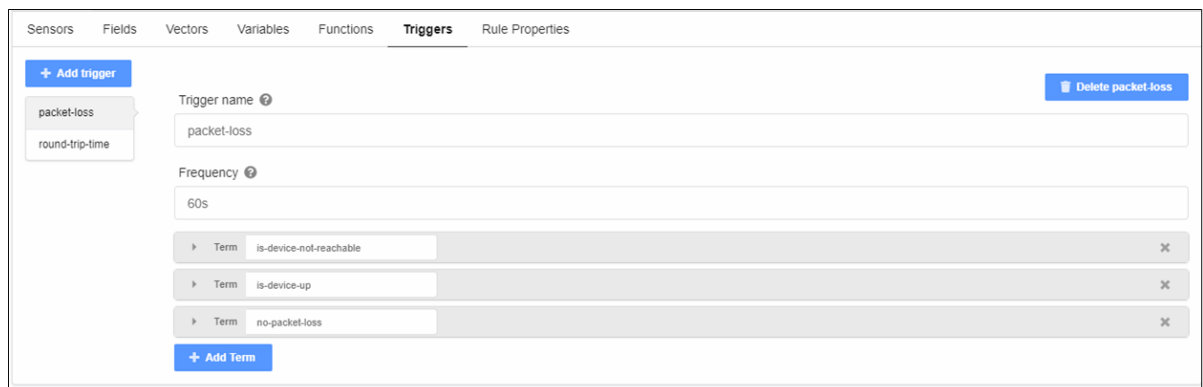 Sensors Fields Vectors Variables Functions Triggers Rule Properties
+ Add trigger
Delete packet-loss
packet-loss
round-trip-time
Trigger name
packet-loss
Frequency
60s
Term is-device-not-reachable
Term is-device-up
Term no-packet-loss
+ Add Term